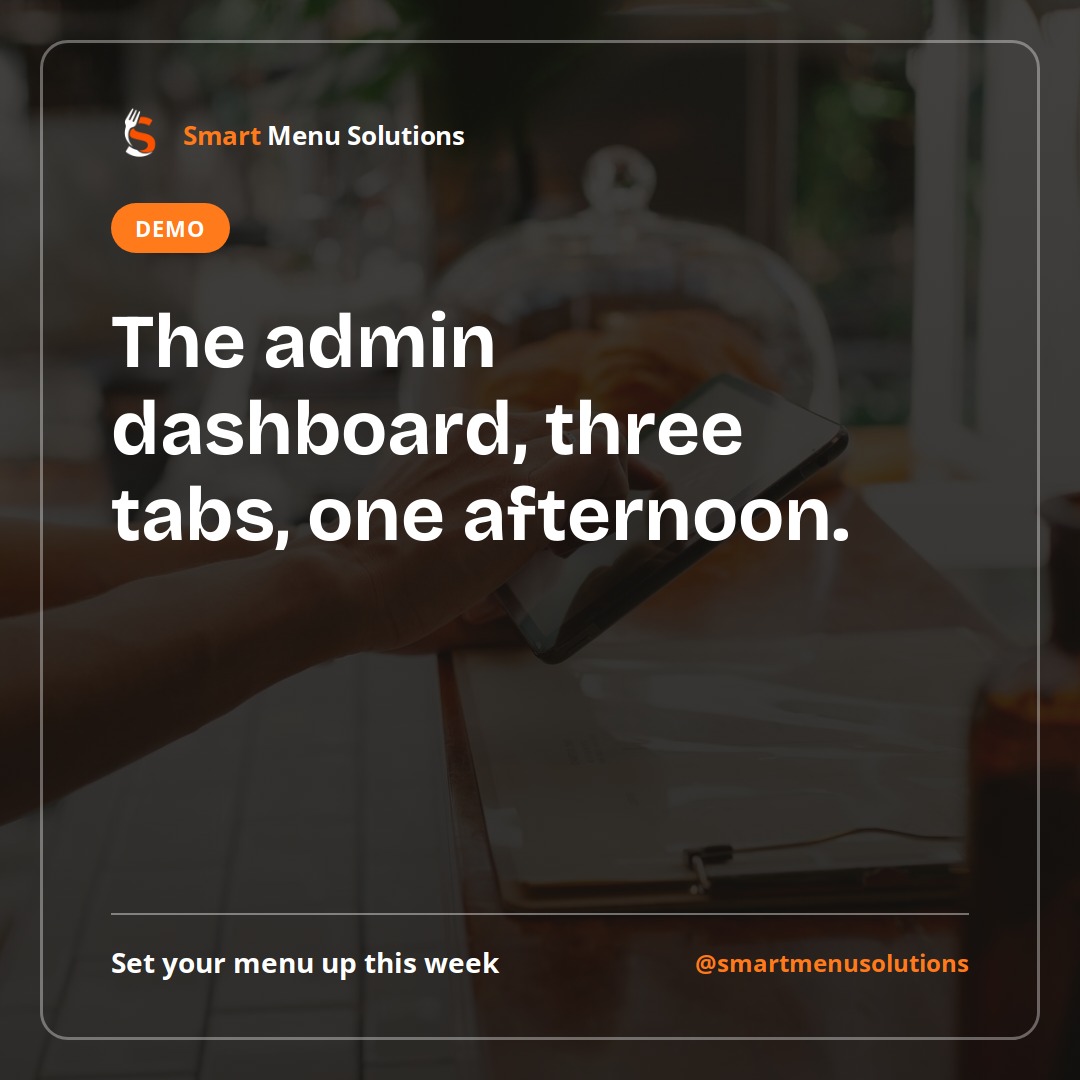 Smart Menu Solutions
DEMO
The admin
dashboard, three
tabs, one afternoon.
Set your menu up this week
@smartmenusolutions